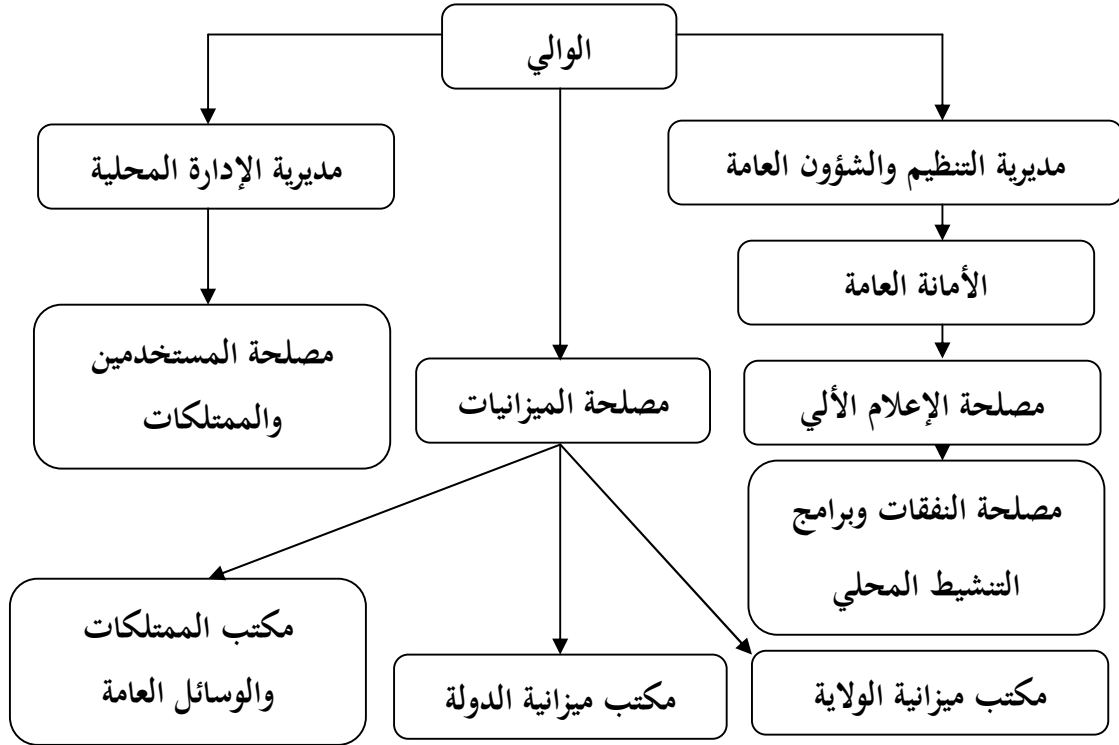 الوالي
مديرية التنظيم والشؤون العامة
مديرية الإدارة المحلية
الأمانة العامة
مصلحة المستخدمين
والممتلكات
مصلحة الميزانيات
مصلحة الإعلام الألي
مصلحة النفقات وبرامج
التنشيط المحلي
مكتب ميزانية الولاية
مكتب ميزانية الدولة
مكتب الممتلكات
والوسائل العامة